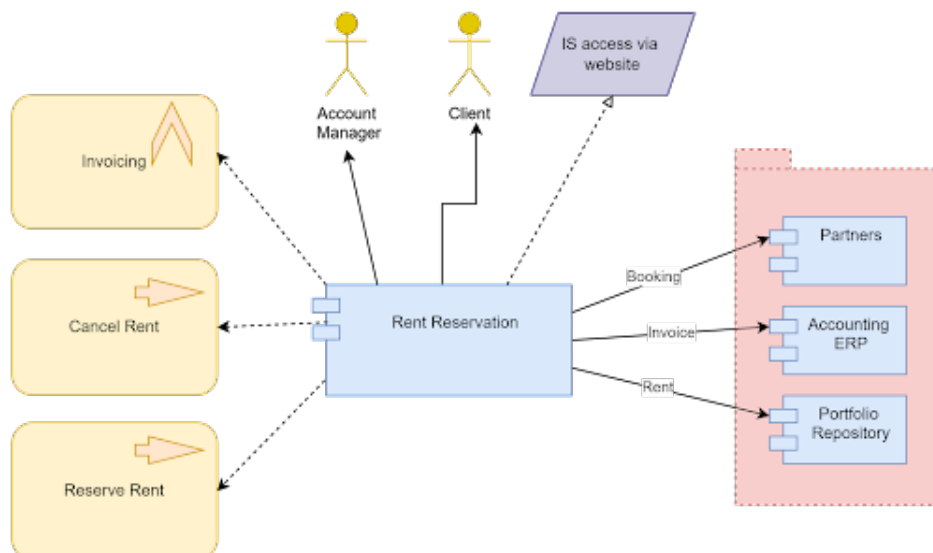 IS access via
website
Account
Manager
Client
Invoicing
Partners
Booking
Cancel Rent
Rent Reservation
Invoice
Accounting
ERP
Rent
Portfolio
Repository
Reserve Rent